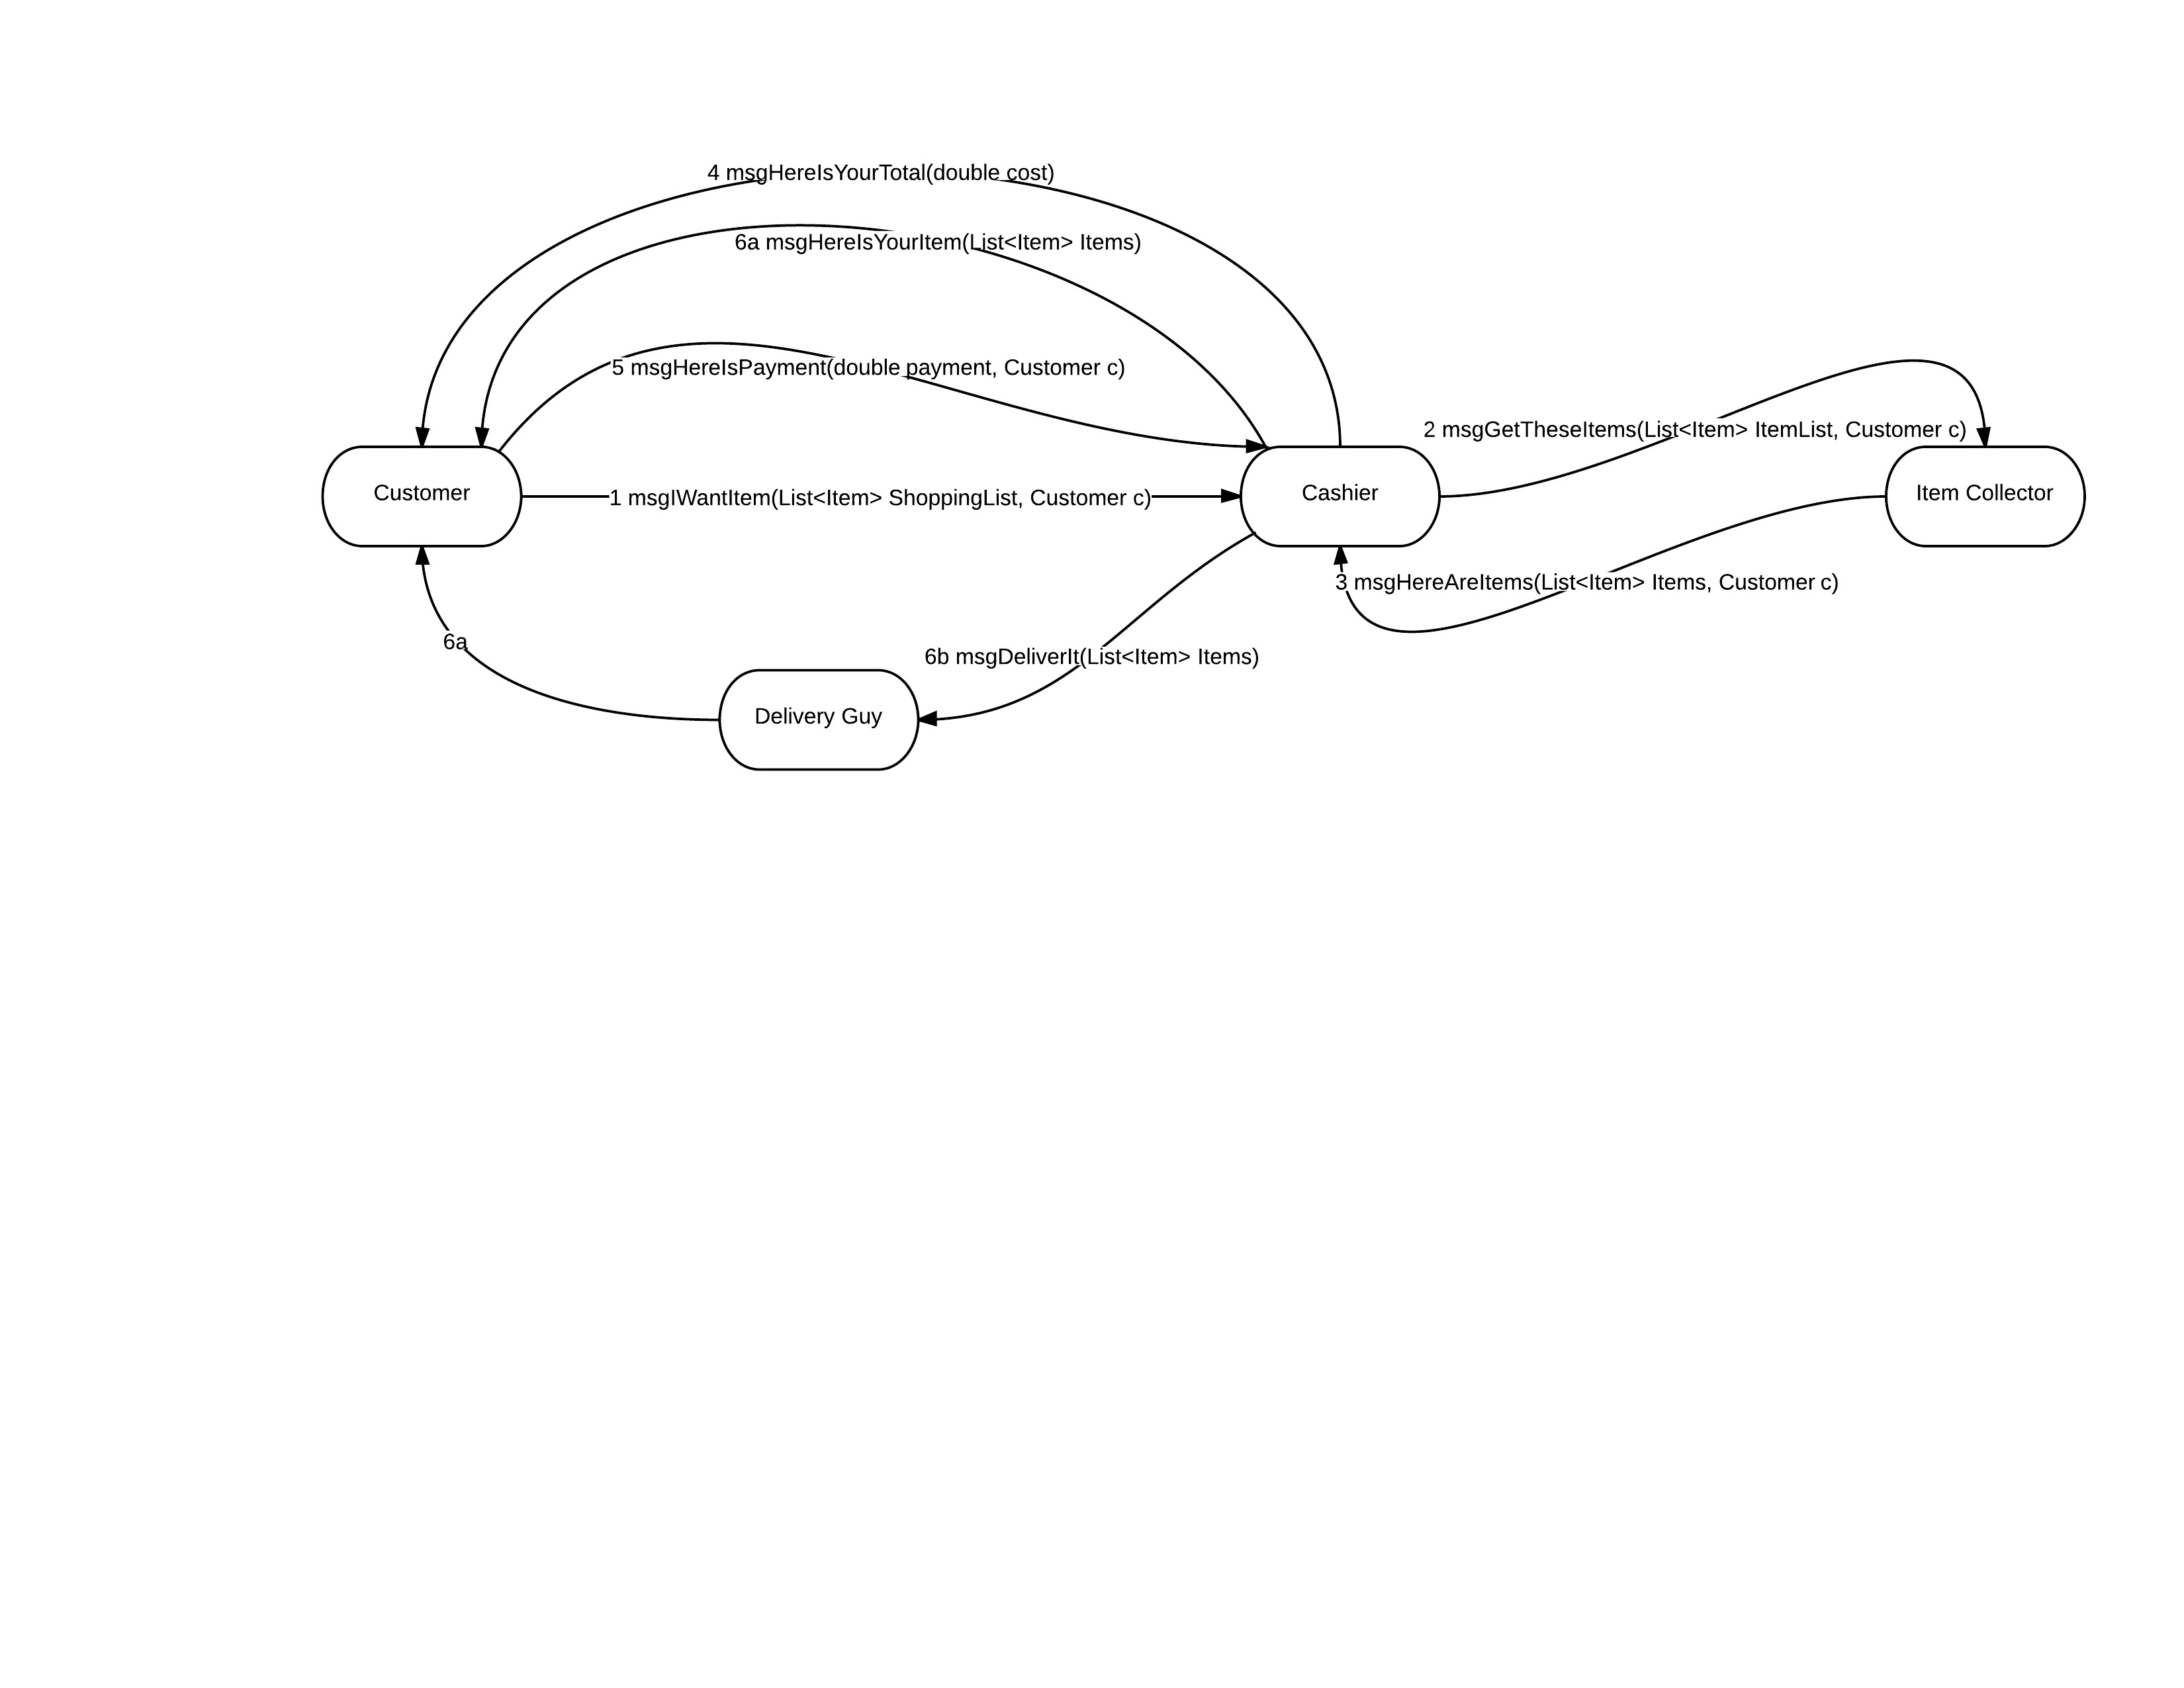 4 msgHereIsYourTotal(double cost)
6a msgHereIsYourItem(List<Item> Items)
5 msgHereIsPayment(double payment, Customer c)
2 msgGetTheseItems(List<Item> ItemList, Customer c)
Customer
1 msgIWantItem(List<Item> ShoppingList, Customer c)
Cashier
Item Collector
3 msgHereAreItems(List<Item> Items, Customer c)
6a
6b msgDeliverIt(List<Item> Items)
Delivery Guy